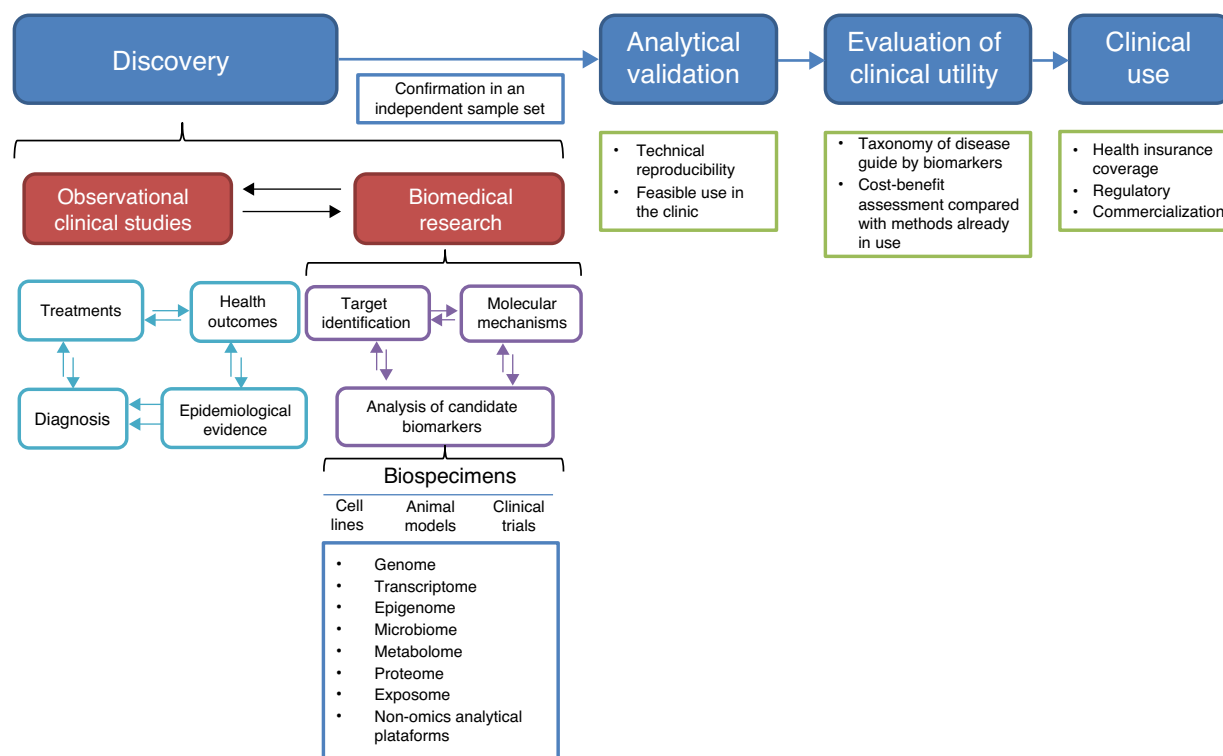 Discovery
Confirmation in an
independent sample set
Analytical
validation
Evaluation of
clinical utility
Clinical
use
• Technical
reproducibility
• Feasible use in
the clinic
• Taxonomy of disease
guide by biomarkers
• Cost-benefit
assessment compared
with methods already
in use
• Health insurance
coverage
• Regulatory
• Commercialization
Observational
clinical studies
Biomedical
research
Treatments
Health
outcomes
Diagnosis
Epidemiological
evidence
Target
identification
Molecular
mechanisms
Analysis of candidate
biomarkers
Biospecimens
Cell
lines
Animal
models
Clinical
trials
• Genome
• Transcriptome
• Epigenome
• Microbiome
• Metabolome
• Proteome
• Exposome
• Non-omics analytical
plataforms